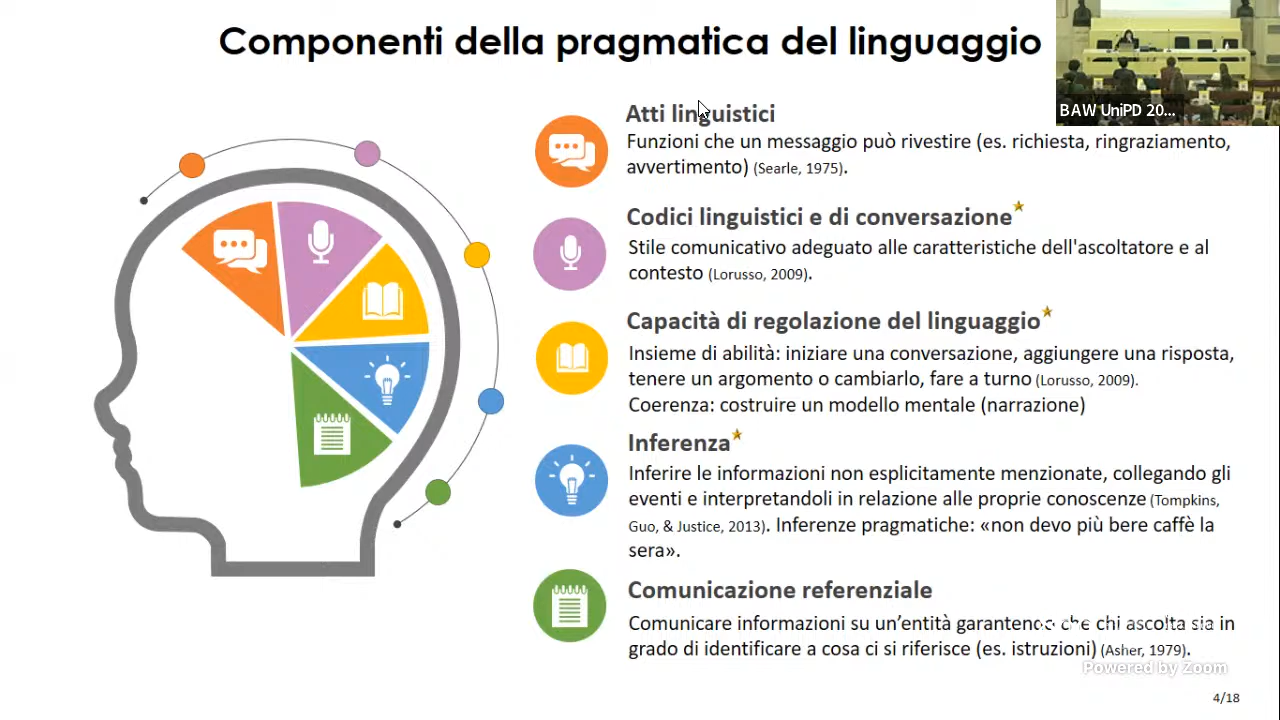 Componenti della pragmatica del linguaggio
BAW UniPD 20...
Atti linguistici
Funzioni che un messaggio può rivestire (es. richiesta, ringraziamento,
avvertimento) (Searle, 1975).
Codici linguistici e di conversazione
Stile comunicativo adeguato alle caratteristiche dell'ascoltatore e al
contesto (Lorusso, 2009).
Capacità di regolazione del linguaggio
Insieme di abilità: iniziare una conversazione, aggiungere una risposta,
tenere un argomento o cambiarlo, fare a turno (Lorusso, 2009).
Coerenza: costruire un modello mentale (narrazione)
Inferenza
Inferire le informazioni non esplicitamente menzionate, collegando gli
eventi e interpretandoli in relazione alle proprie conoscenze (Tompkins,
Guo, & Justice, 2013). Inferenze pragmatiche: «non devo più bere caffè la
sera».
Comunicazione referenziale
Comunicare informazioni su un’entità garantendo che chi ascolta sia in
grado di identificare a cosa ci si riferisce (es. istruzioni) (Asher, 1979).
Powered by Zoom
4/18